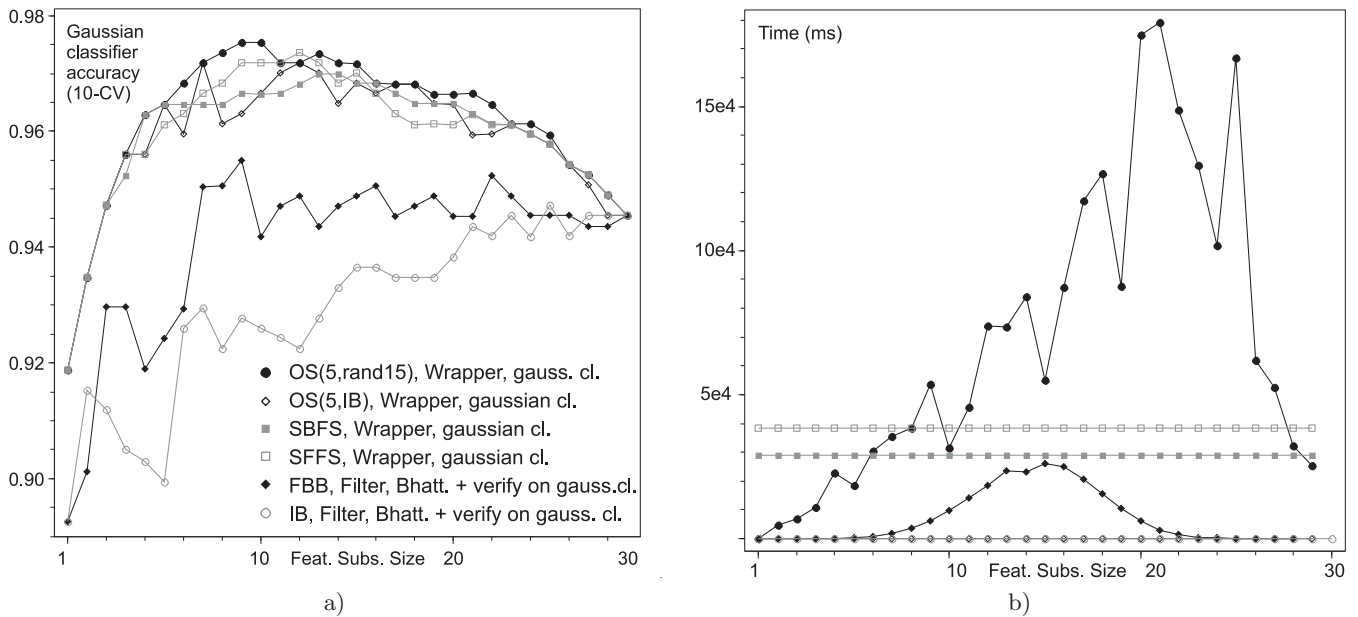 0.98
0.96
0.94
0.92
0.90
Gaussian
classifier
accuracy
(10-CV)
OS(5,rand15), Wrapper, gauss. cl.
OS(5,IB), Wrapper, gaussian cl.
SBFS, Wrapper, gaussian cl.
SFFS, Wrapper, gaussian cl.
FBB, Filter, Bhatt. + verify on gauss.cl.
IB, Filter, Bhatt. + verify on gauss. cl.
1 10 Feat. Subs. Size 20 30
a)
Time (ms)
15e4
10e4
5e4
1 10 Feat. Subs. Size 20 30
b)